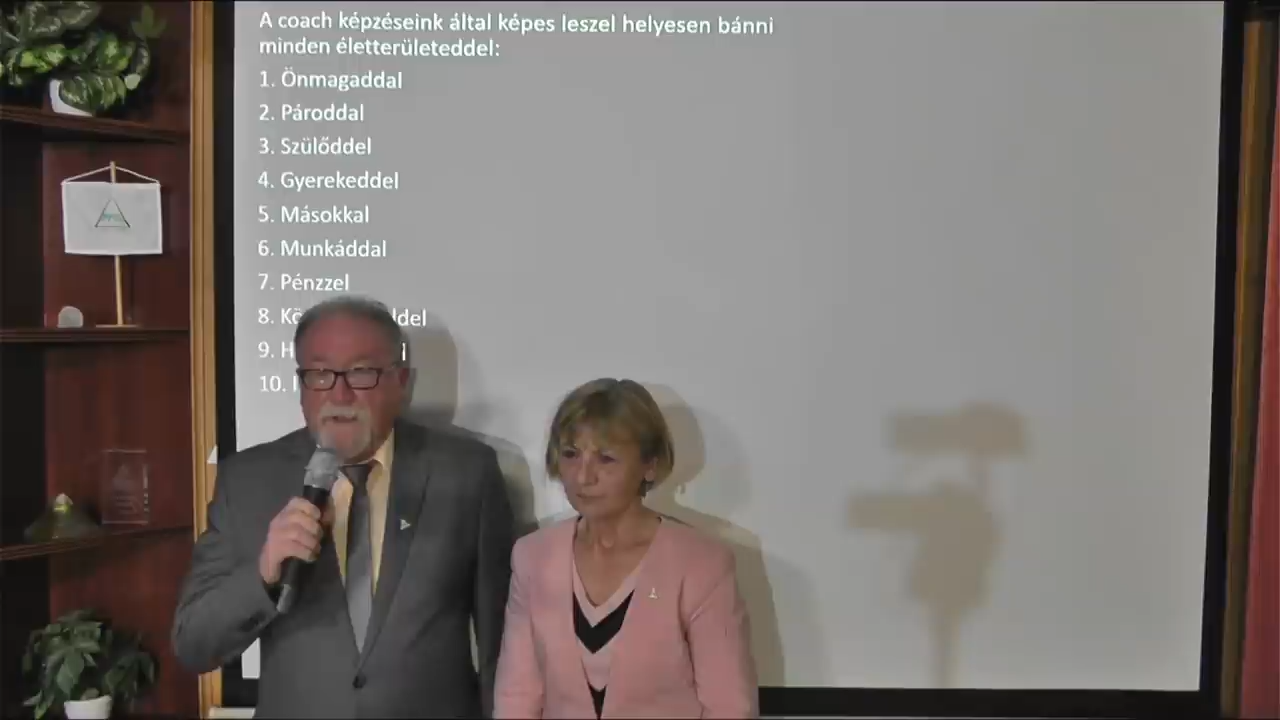 A coach képzéseink által képes leszel helyesen bánni
minden életterületeddel:
1. Önmagaddal
2. Pároddal
3. Szülőddel
4. Gyerekeddel
5. Másokkal
6. Munkáddal
7. Pénzzel
8.
9.
10.